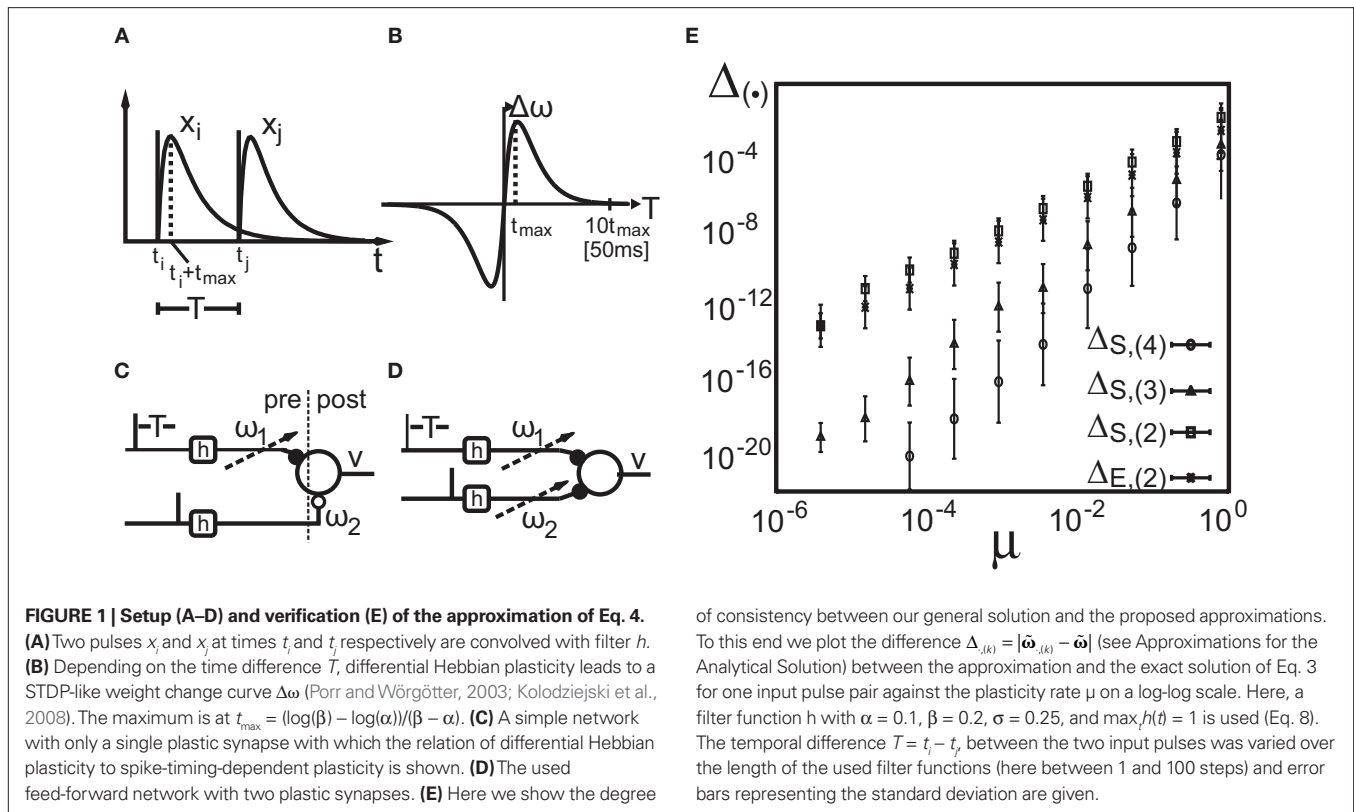 A
x_i
x_j
t_i
t_i+t_max
t_j
t
T
B
Δω
T
t_max
10t_max
[50ms]
C
pre
post
T
h
ω_1
v
h
ω_2
D
T
h
ω_1
v
h
ω_2
E
Δ(•)
10^-4
10^-8
10^-12
10^-16
10^-20
Δ_S,(4)
Δ_S,(3)
Δ_S,(2)
Δ_E,(2)
10^-6
10^-4
10^-2
10^0
μ
FIGURE 1 | Setup (A–D) and verification (E) of the approximation of Eq. 4.
(A) Two pulses x_i and x_j at times t_i and t_j respectively are convolved with filter h.
(B) Depending on the time difference T, differential Hebbian plasticity leads to a
STDP-like weight change curve Δω (Porr and Wörgötter, 2003; Kolodziejski et al.,
2008). The maximum is at t_max = (log(β) – log(α))/(β – α). (C) A simple network
with only a single plastic synapse with which the relation of differential Hebbian
plasticity to spike-timing-dependent plasticity is shown. (D) The used
feed-forward network with two plastic synapses. (E) Here we show the degree
of consistency between our general solution and the proposed approximations.
To this end we plot the difference Δ_·,(k) = |ω̃_·,(k) – ω̃| (see Approximations for the
Analytical Solution) between the approximation and the exact solution of Eq. 3
for one input pulse pair against the plasticity rate μ on a log-log scale. Here, a
filter function h with α = 0.1, β = 0.2, σ = 0.25, and max_t h(t) = 1 is used (Eq. 8).
The temporal difference T = t_i – t_j, between the two input pulses was varied over
the length of the used filter functions (here between 1 and 100 steps) and error
bars representing the standard deviation are given.